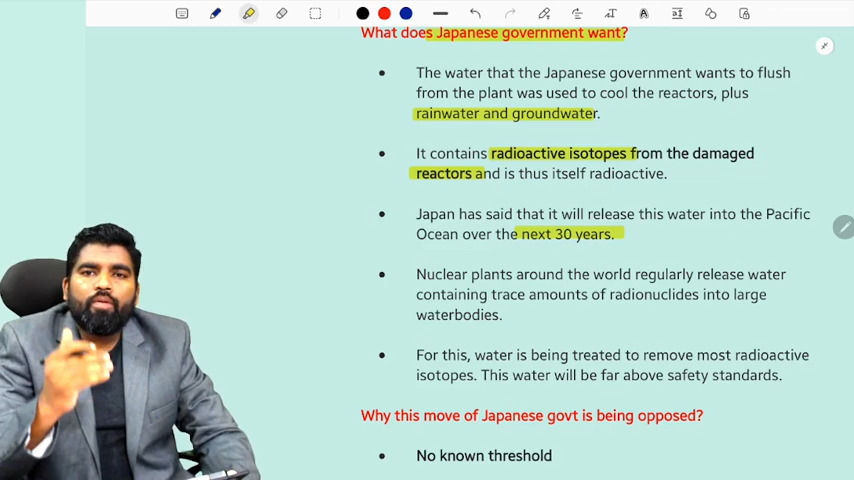 What does Japanese government want?
• The water that the Japanese government wants to flush
from the plant was used to cool the reactors, plus
rainwater and groundwater.
• It contains radioactive isotopes from the damaged
reactors and is thus itself radioactive.
• Japan has said that it will release this water into the Pacific
Ocean over the next 30 years.
• Nuclear plants around the world regularly release water
containing trace amounts of radionuclides into large
waterbodies.
• For this, water is being treated to remove most radioactive
isotopes. This water will be far above safety standards.
Why this move of Japanese govt is being opposed?
• No known threshold